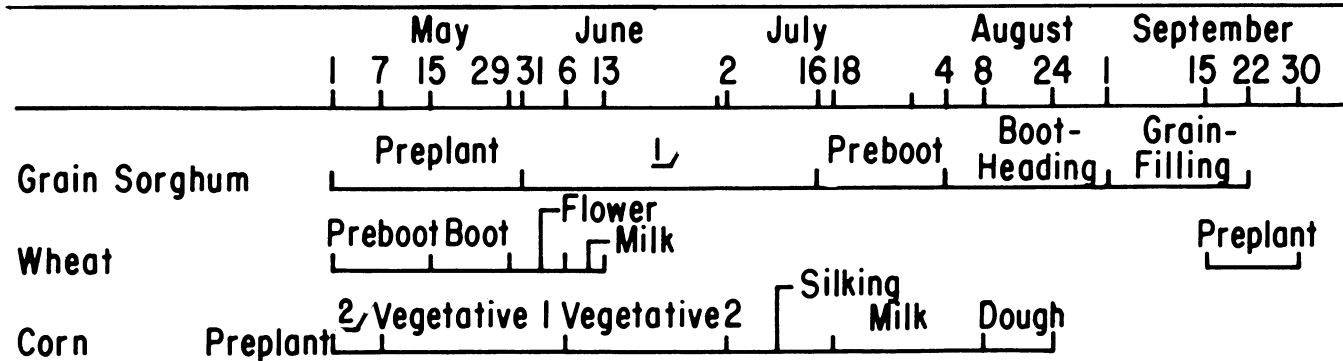 May June July August September
1 7 15 29 31 6 13 2 16 18 4 8 24 1 15 22 30
Grain Sorghum Preplant 1/ Preboot Boot-Heading Grain-Filling
Wheat Preboot Boot Flower Milk Preplant
Corn Preplant 2/ Vegetative 1 Vegetative 2 Silking Milk Dough